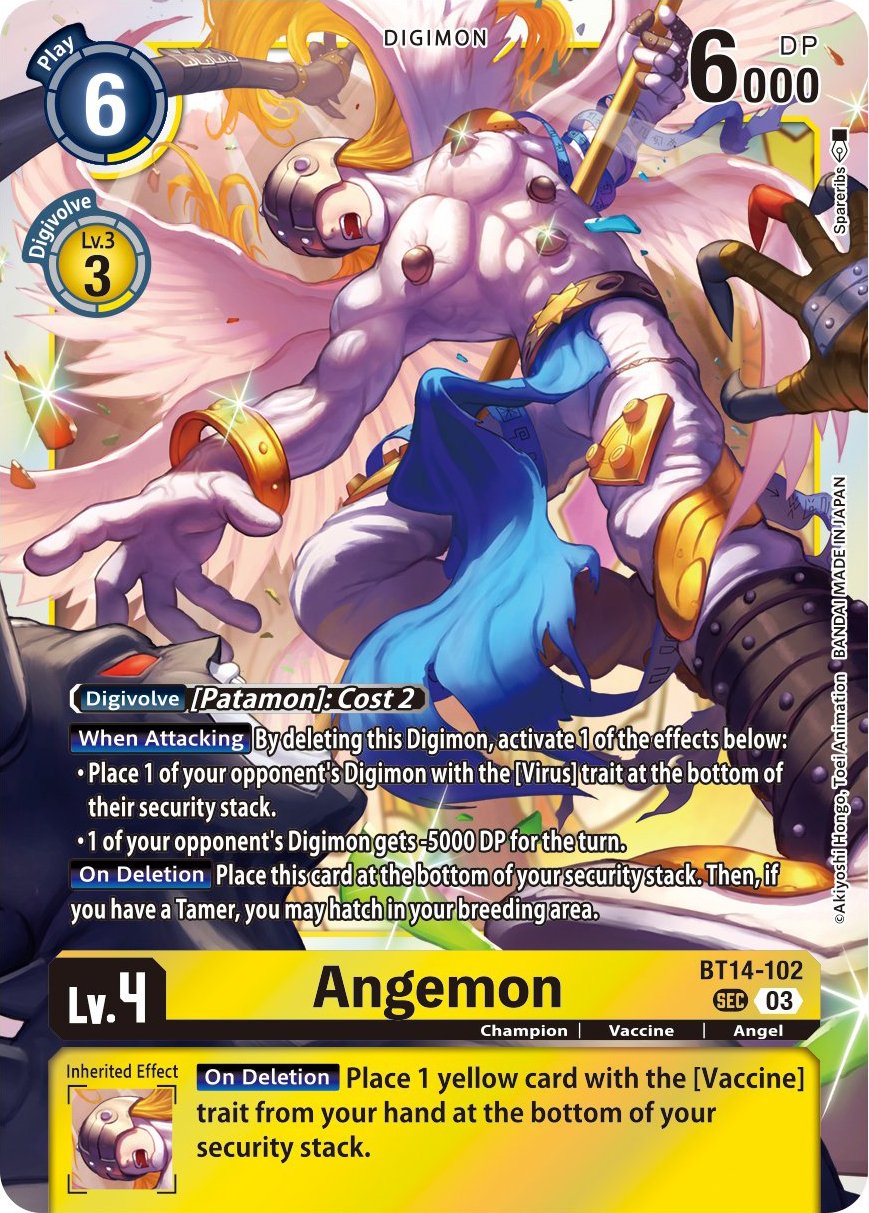 DIGIMON
Play
6
DP
6000
Digivolve
Lv.3
3
Spareribs
Digivolve [Patamon]: Cost 2
When Attacking By deleting this Digimon, activate 1 of the effects below:
• Place 1 of your opponent's Digimon with the [Virus] trait at the bottom of
their security stack.
• 1 of your opponent's Digimon gets -5000 DP for the turn.
On Deletion Place this card at the bottom of your security stack. Then, if
you have a Tamer, you may hatch in your breeding area.
©Akiyoshi Hongo, Toei Animation BANDAI MADE IN JAPAN
Lv.4
Angemon
BT14-102
SEC 03
Champion | Vaccine | Angel
Inherited Effect
On Deletion Place 1 yellow card with the [Vaccine]
trait from your hand at the bottom of your
security stack.